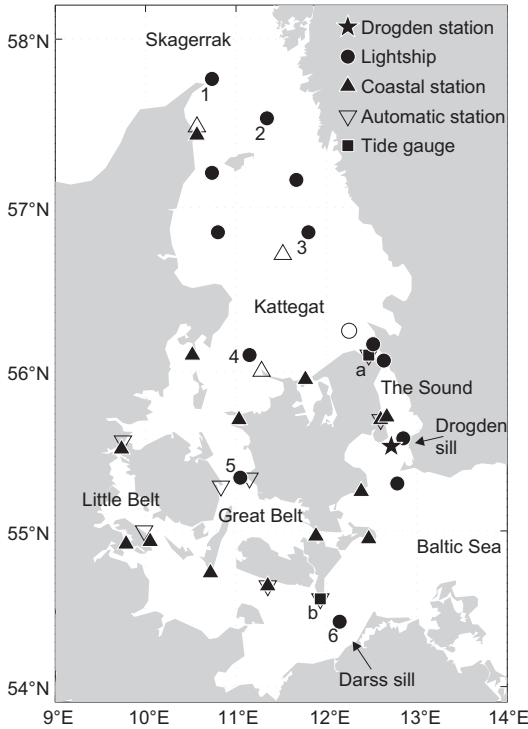 58°N
Skagerrak
Drogden station
Lightship
Coastal station
Automatic station
Tide gauge
1
2
57°N
3
Kattegat
4
a
56°N
The Sound
Drogden
sill
5
Little Belt
Great Belt
55°N
Baltic Sea
b
6
Darss sill
54°N
9°E
10°E
11°E
12°E
13°E
14°E